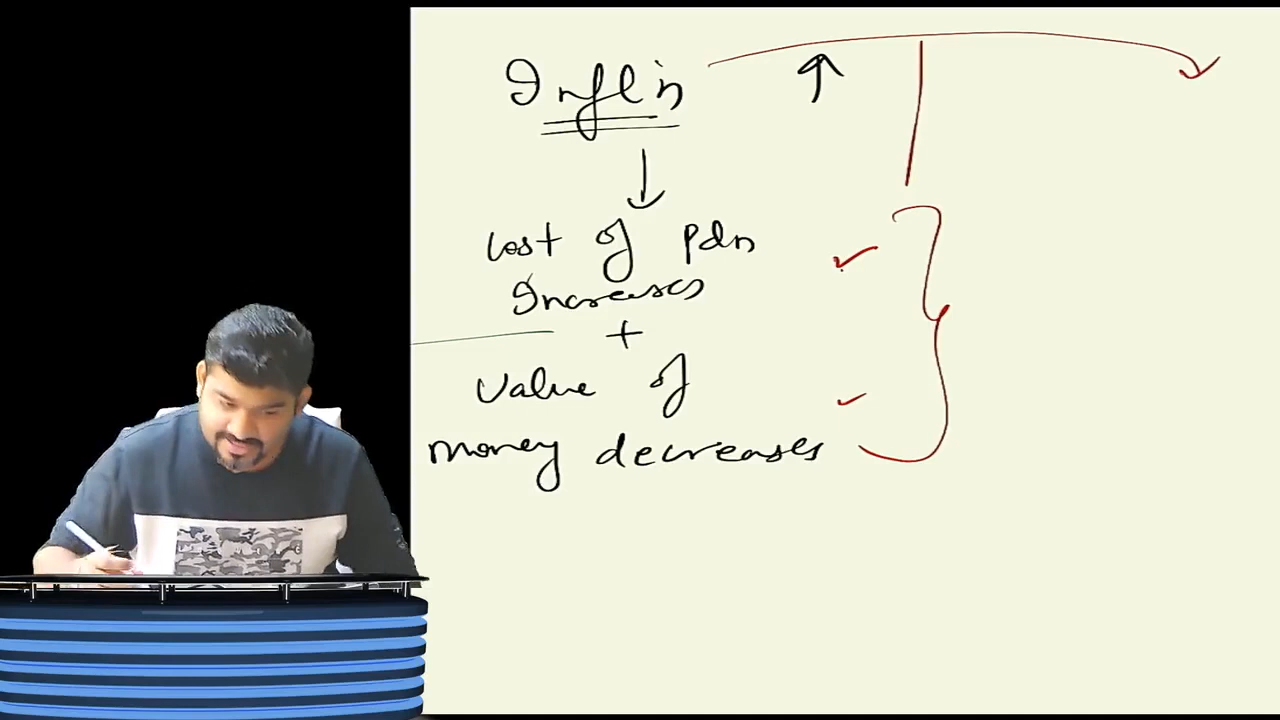 Infl'n ↑
↓
Cost of Pdn
Increases
+
Value of
money decreases